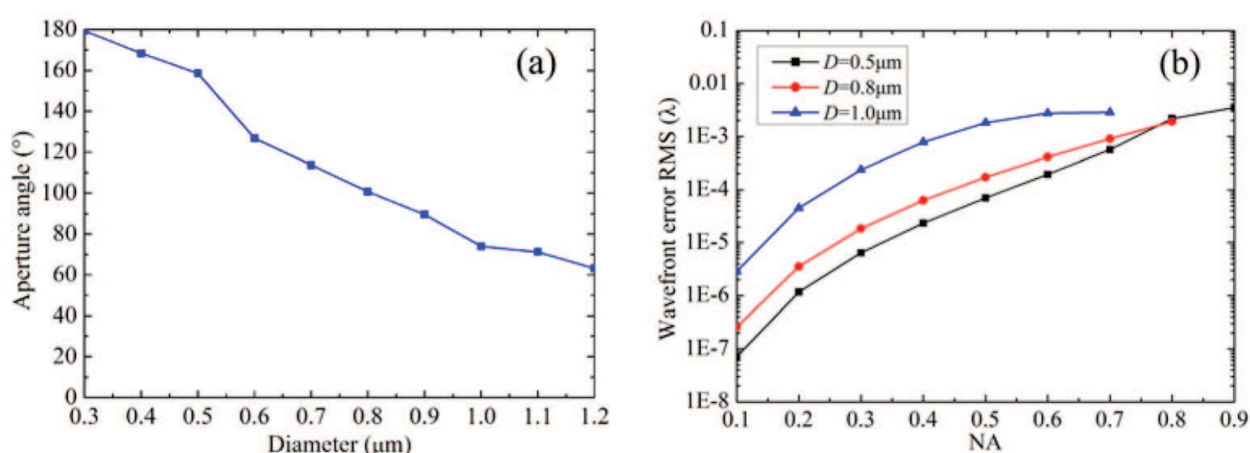 (a)
Aperture angle (°)
180
160
140
120
100
80
60
40
20
0
0.3 0.4 0.5 0.6 0.7 0.8 0.9 1.0 1.1 1.2
Diameter (μm)
(b)
D=0.5μm
D=0.8μm
D=1.0μm
Wavefront error RMS (λ)
0.1
0.01
1E-3
1E-4
1E-5
1E-6
1E-7
1E-8
0.1 0.2 0.3 0.4 0.5 0.6 0.7 0.8 0.9
NA